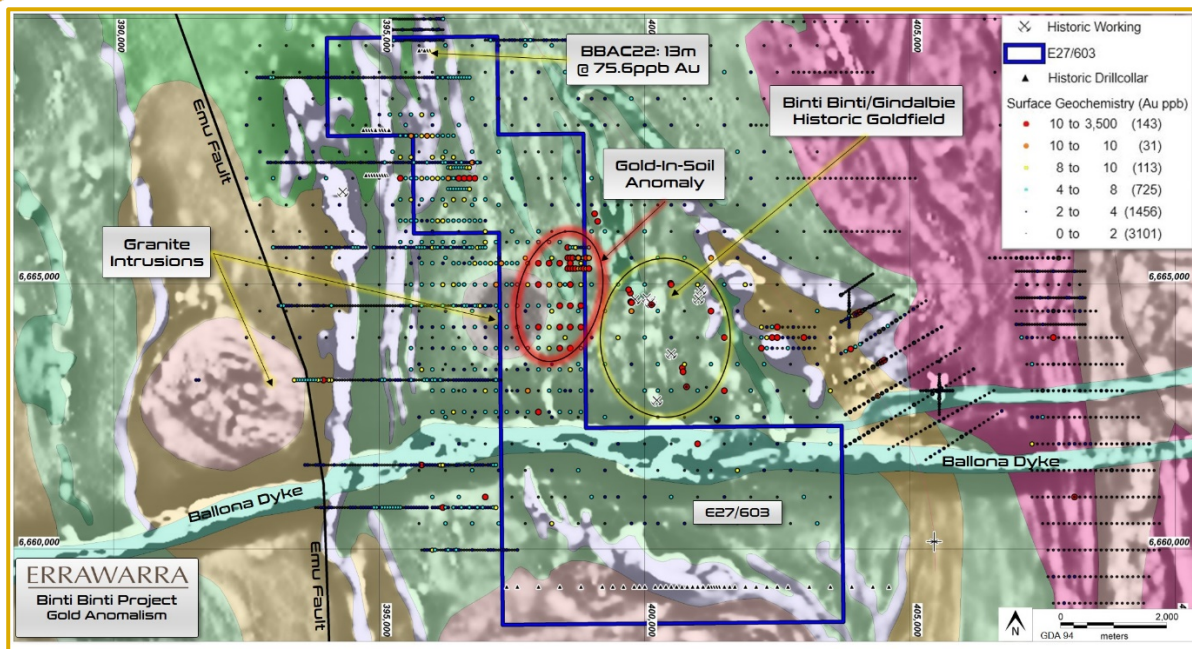 390,000
395,000
400,000
405,000
BBAC22: 13m
@ 75.6ppb Au
Binti Binti/Gindalbie
Historic Goldfield
Gold-In-Soil
Anomaly
Emu Fault
Granite
Intrusions
6,665,000
6,665,000
Historic Working
E27/603
Historic Drillcollar
Surface Geochemistry (Au ppb)
10 to 3,500 (143)
10 to 10 (31)
8 to 10 (113)
4 to 8 (725)
2 to 4 (1456)
0 to 2 (3101)
Ballona Dyke
Ballona Dyke
E27/603
6,660,000
6,660,000
Emu Fault
ERRAWARRA
Binti Binti Project
Gold Anomalism
395,000
400,000
405,000
N
GDA 94
0
2,000
meters
4